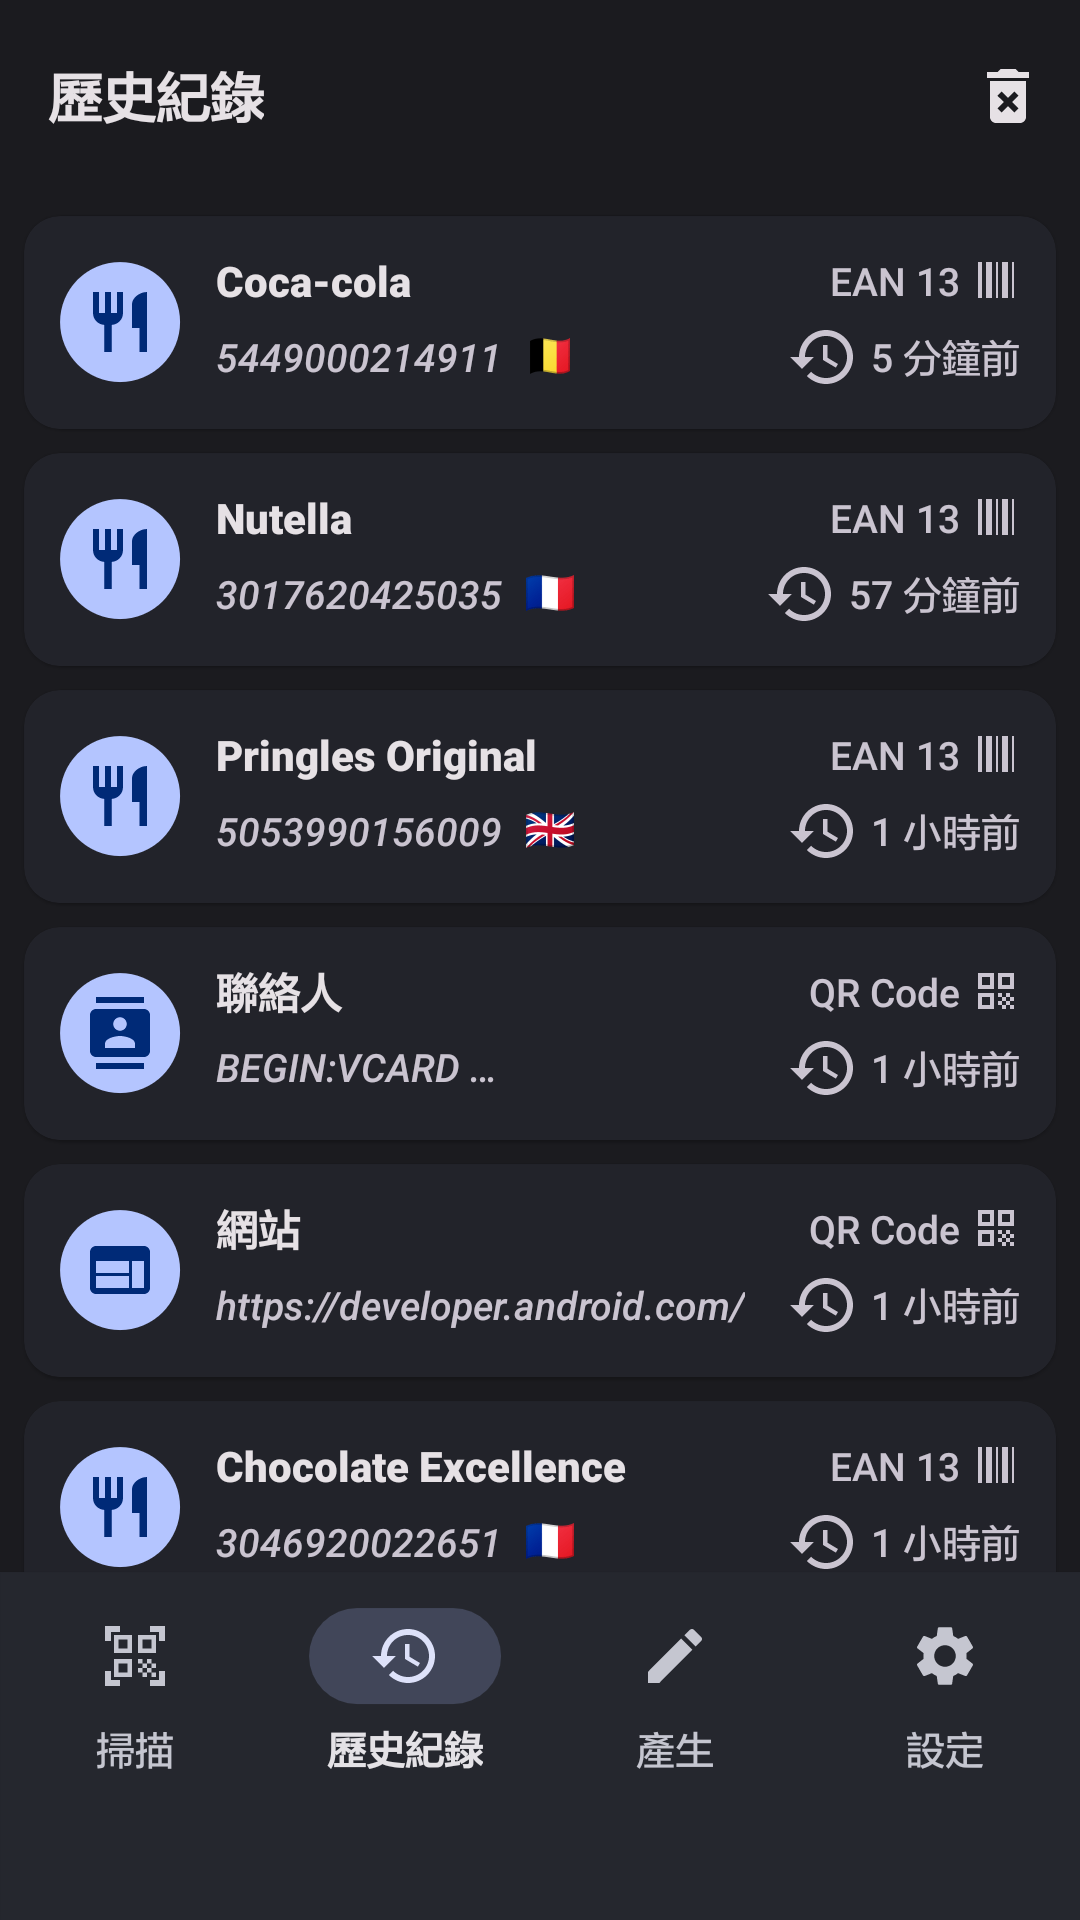 歷史紀錄
Coca-cola
EAN 13
5449000214911
5 分鐘前
Nutella
EAN 13
3017620425035
57 分鐘前
Pringles Original
EAN 13
5053990156009
1 小時前
聯絡人
QR Code
BEGIN:VCARD ...
1 小時前
網站
QR Code
https://developer.android.com/
1 小時前
Chocolate Excellence
EAN 13
3046920022651
1 小時前
掃描
歷史紀錄
產生
設定